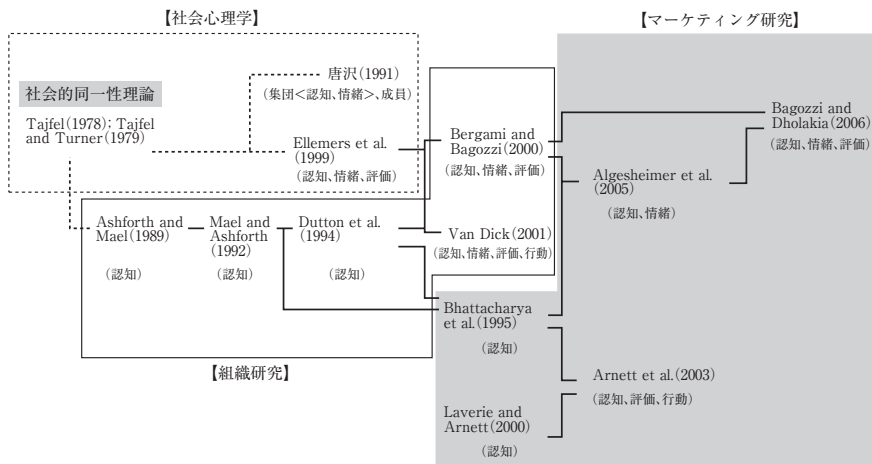 【社会心理学】
【マーケティング研究】
社会的同一性理論
Tajfel(1978); Tajfel
and Turner(1979)
唐沢(1991)
(集団<認知、情緒>、成員)
Ellemers et al.
(1999)
(認知、情緒、評価)
Bergami and
Bagozzi(2000)
(認知、情緒、評価)
Bagozzi and
Dholakia(2006)
(認知、情緒、評価)
Algesheimer et al.
(2005)
(認知、情緒)
Ashforth and
Mael(1989)
(認知)
Mael and
Ashforth
(1992)
(認知)
Dutton et al.
(1994)
(認知)
Van Dick(2001)
(認知、情緒、評価、行動)
Bhattacharya
et al.(1995)
(認知)
【組織研究】
Arnett et al.(2003)
(認知、評価、行動)
Laverie and
Arnett(2000)
(認知)